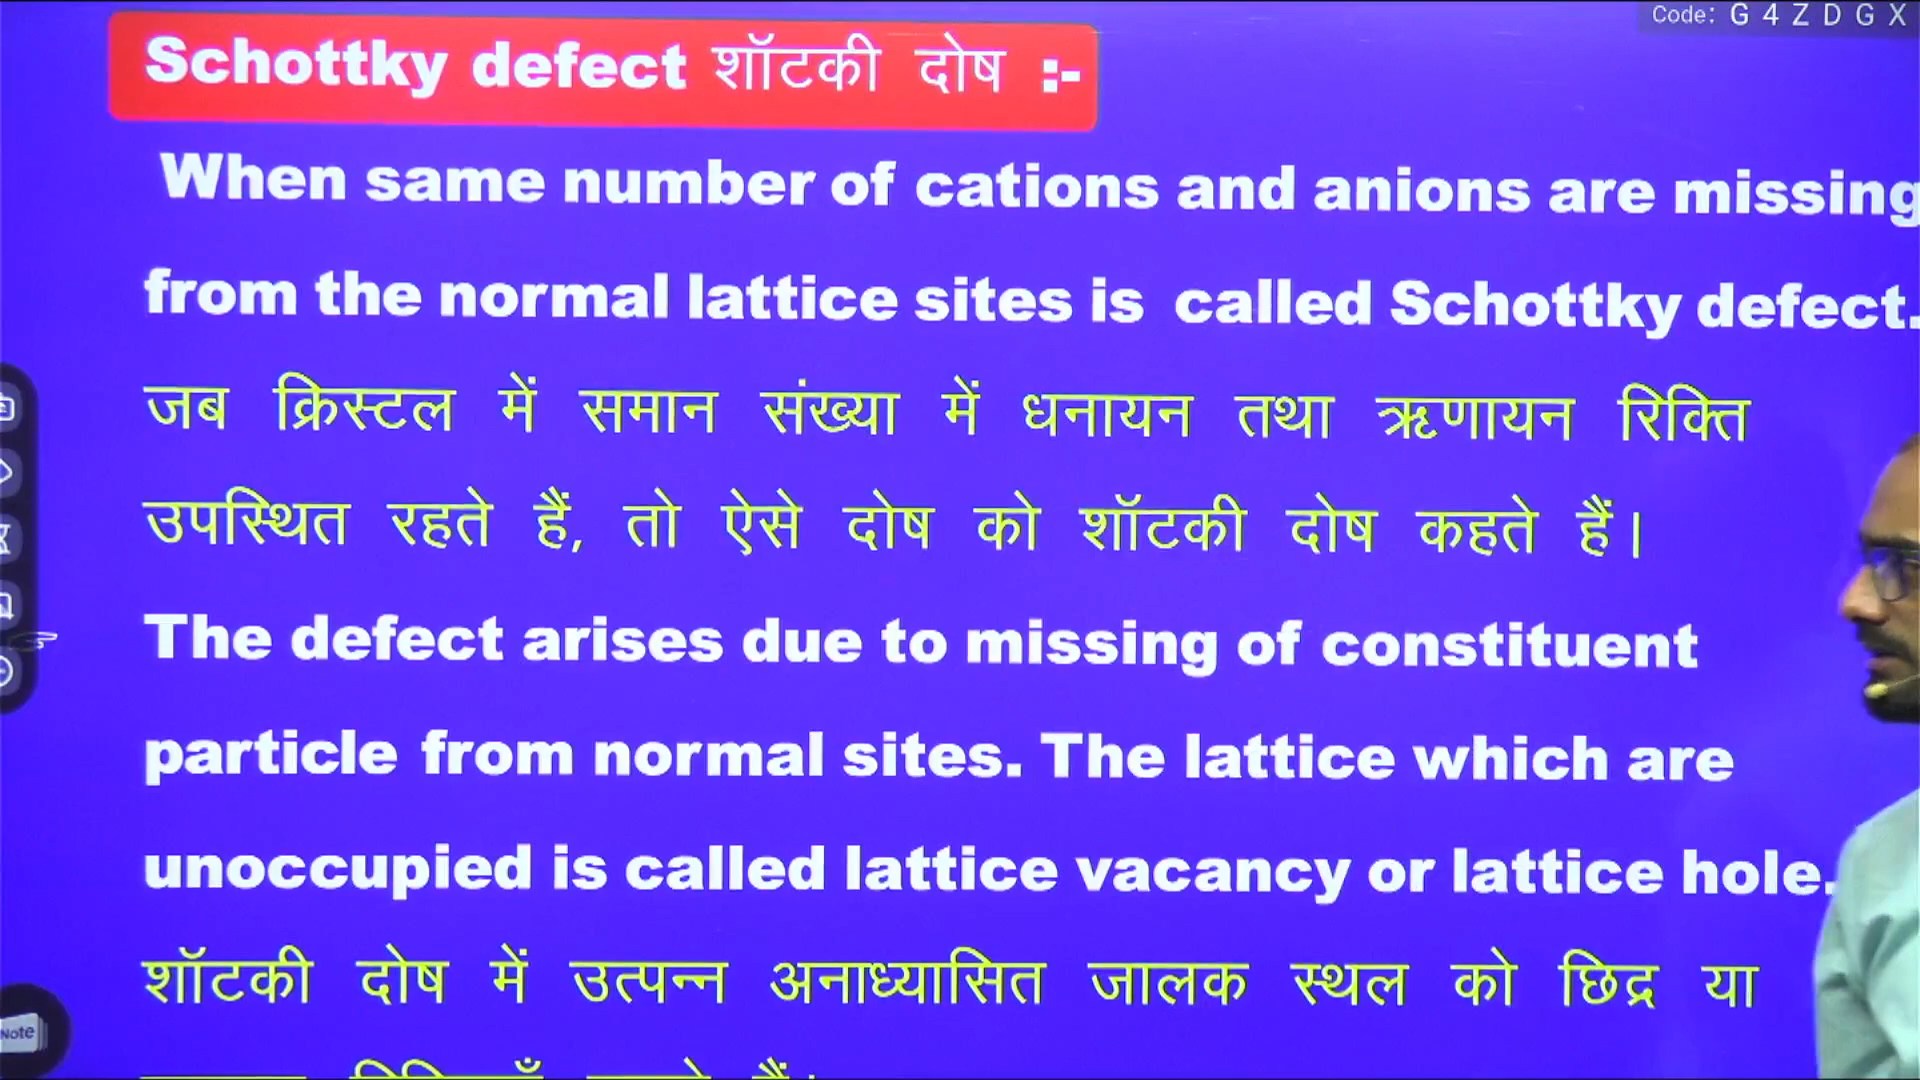 Code: G 4 Z D G X
Schottky defect शॉटकी दोष :-
When same number of cations and anions are missing
from the normal lattice sites is called Schottky defect.
जब क्रिस्टल में समान संख्या में धनायन तथा ऋणायन रिक्ति
उपस्थित रहते हैं, तो ऐसे दोष को शॉटकी दोष कहते हैं।
The defect arises due to missing of constituent
particle from normal sites. The lattice which are
unoccupied is called lattice vacancy or lattice hole.
शॉटकी दोष में उत्पन्न अनाध्यासित जालक स्थल को छिद्र या
Note